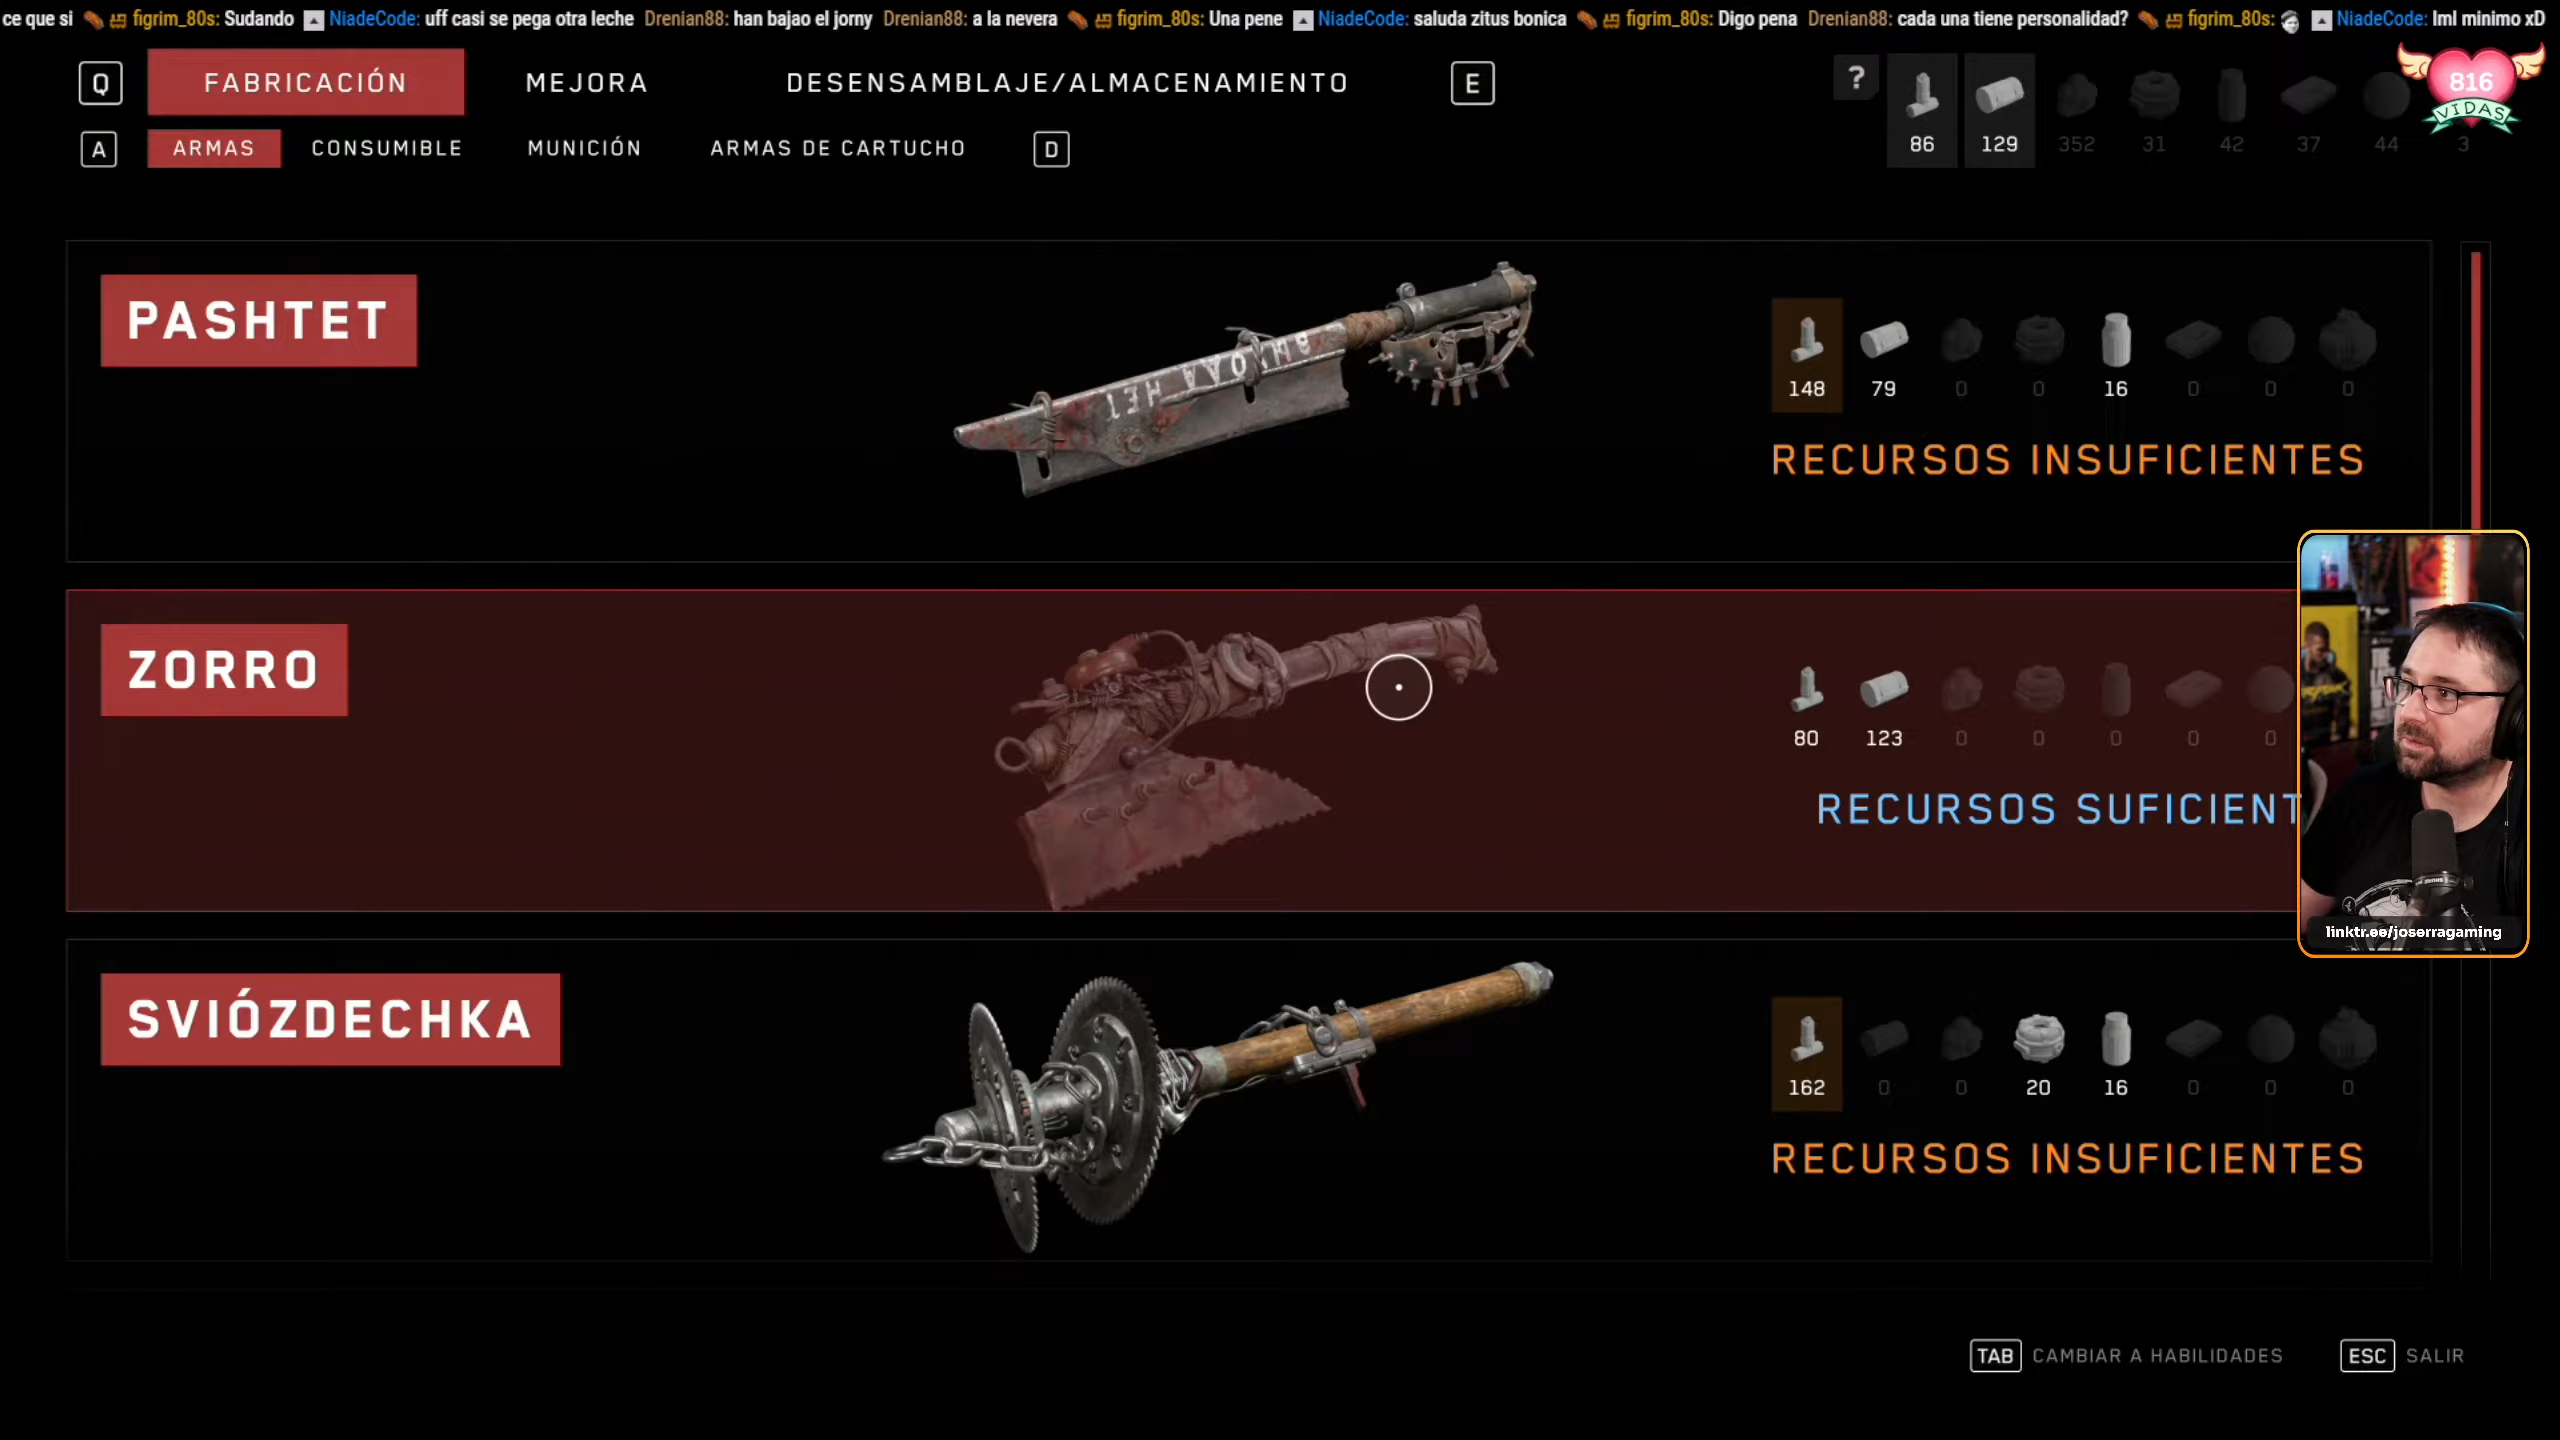 ce que si figrim_80s: Sudando NiadeCode: uff casi se pega otra leche Drenian88: han bajao el jorny Drenian88: a la nevera figrim_80s: Una pene NiadeCode: saluda zitus bonica figrim_80s: Digo pena Drenian88: cada una tiene personalidad? figrim_80s: NiadeCode: lml minimo xD
Q FABRICACIÓN MEJORA DESENSAMBLAJE/ALMACENAMIENTO E
A ARMAS CONSUMIBLE MUNICIÓN ARMAS DE CARTUCHO D
?
86 129 352 31 42 37 44 3
816
VIDAS
PASHTET
ВЫХОДА НЕТ
148 79 0 0 16 0 0 0
RECURSOS INSUFICIENTES
ZORRO
80 123 0 0 0 0 0
RECURSOS SUFICIENT
linktr.ee/joserragaming
SVIÓZDECHKA
162 0 0 20 16 0 0 0
RECURSOS INSUFICIENTES
TAB CAMBIAR A HABILIDADES ESC SALIR